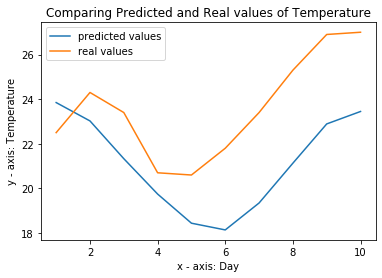 Comparing Predicted and Real values of Temperature
predicted values
real values
y - axis: Temperature
26
24
22
20
18
2
4
6
8
10
x - axis: Day